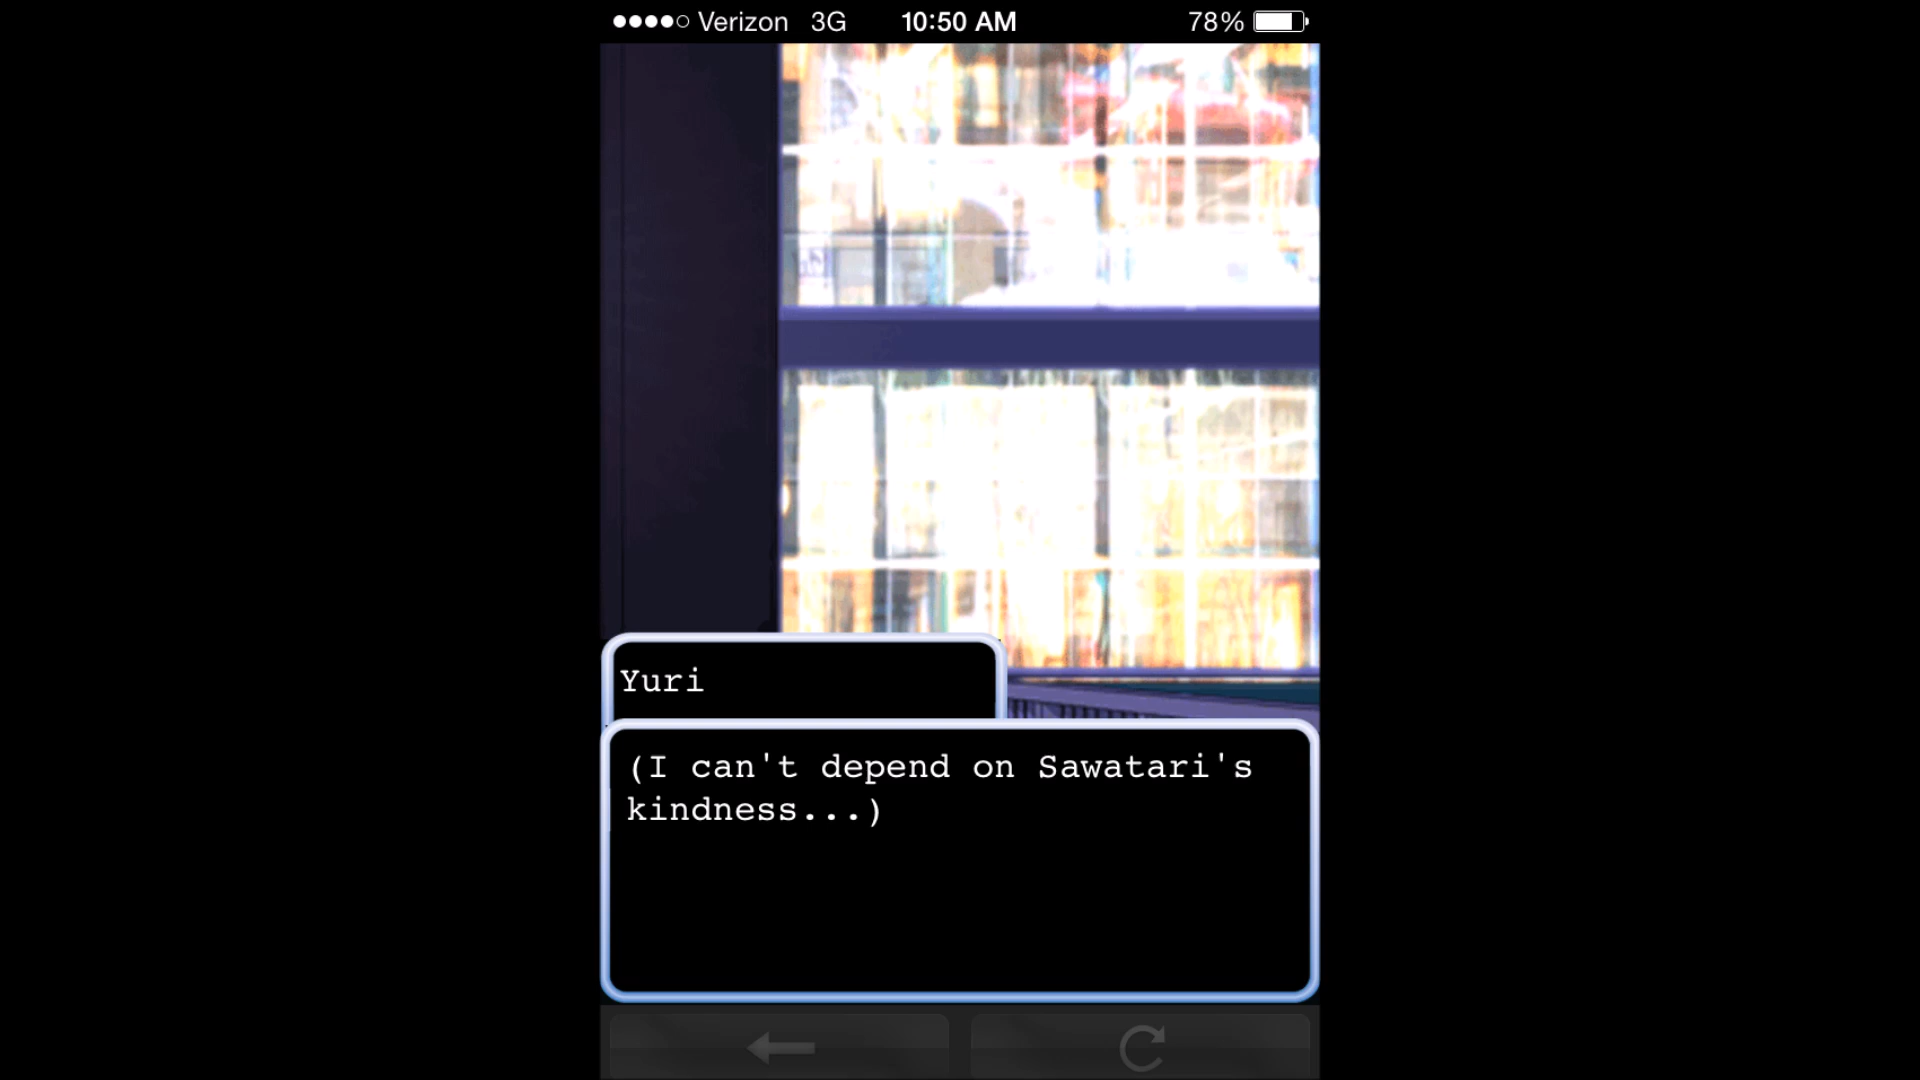 Verizon 3G 10:50 AM 78%
Yuri
(I can't depend on Sawatari's
kindness...)